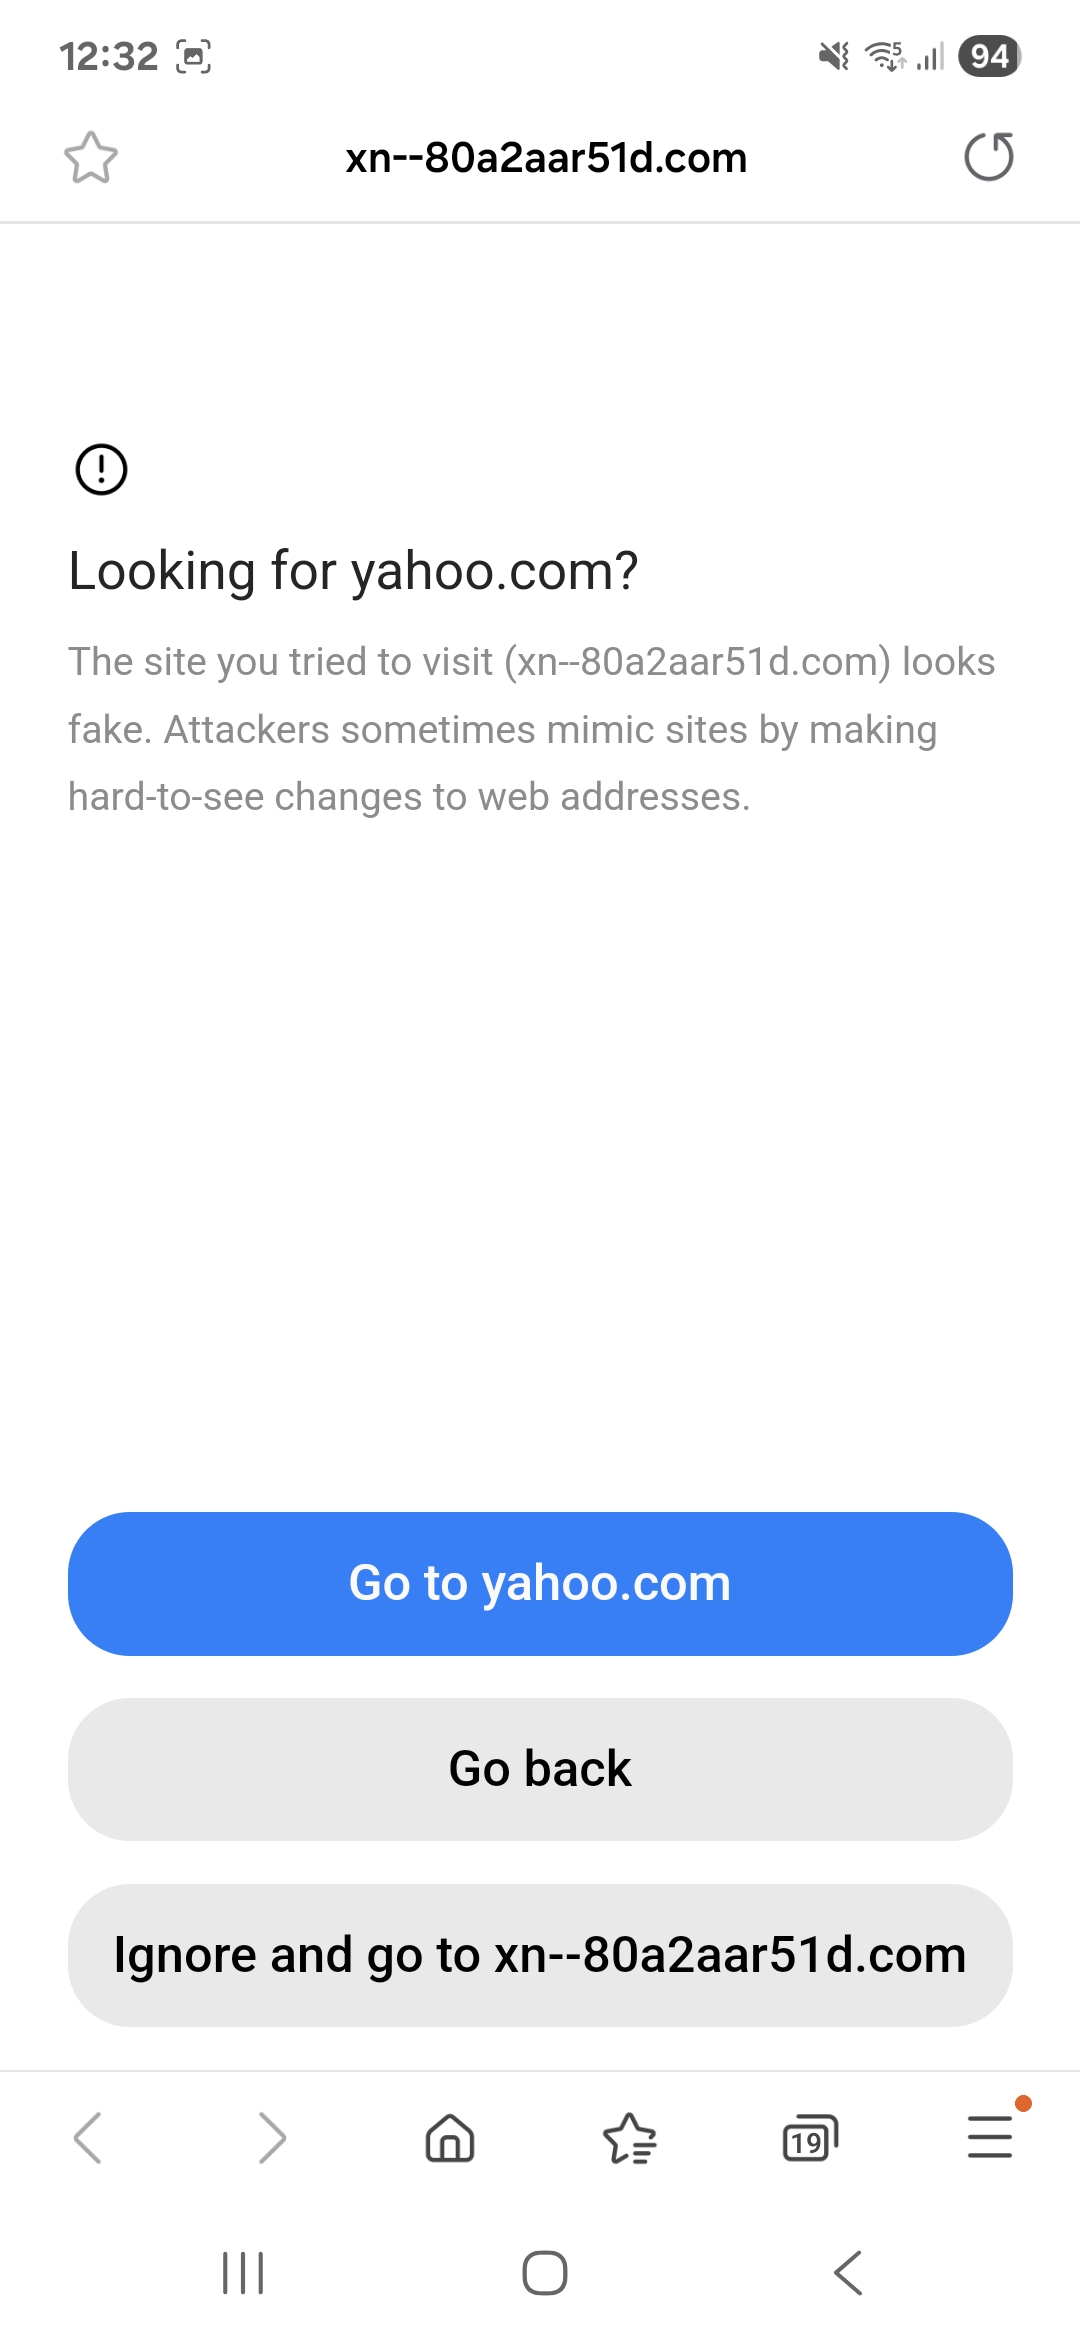 12:32
5
94
xn--80a2aar51d.com
Looking for yahoo.com?
The site you tried to visit (xn--80a2aar51d.com) looks
fake. Attackers sometimes mimic sites by making
hard-to-see changes to web addresses.
Go to yahoo.com
Go back
Ignore and go to xn--80a2aar51d.com
19